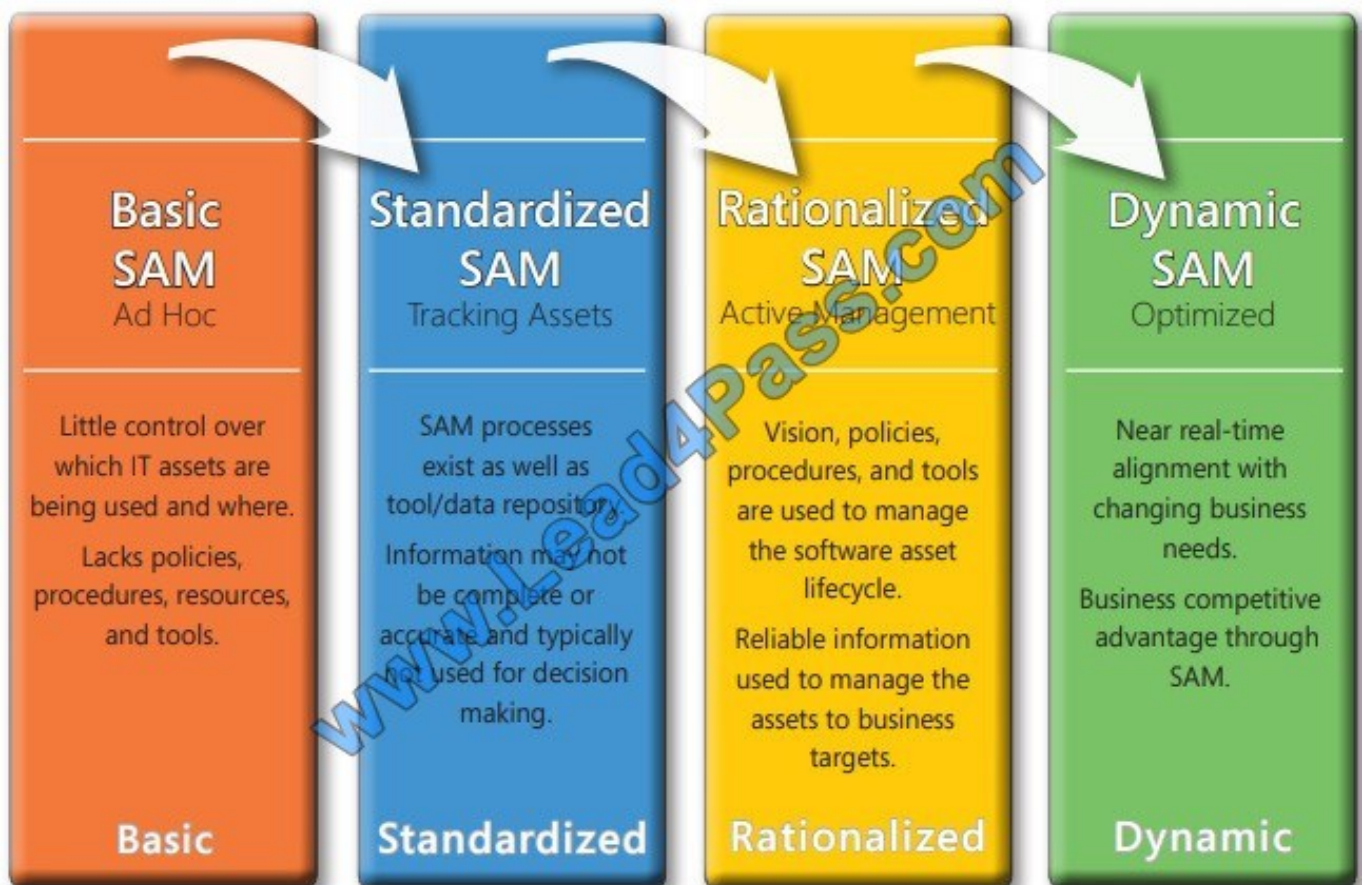 Basic
SAM
Ad Hoc
Little control over
which IT assets are
being used and where.
Lacks policies,
procedures, resources,
and tools.
Basic
Standardized
SAM
Tracking Assets
SAM processes
exist as well as
tool/data repository
Information may not
be complete or
accurate and typically
not used for decision
making.
Standardized
Rationalized
SAM
Active Management
Vision, policies,
procedures, and tools
are used to manage
the software asset
lifecycle.
Reliable information
used to manage the
assets to business
targets.
Rationalized
Dynamic
SAM
Optimized
Near real-time
alignment with
changing business
needs.
Business competitive
advantage through
SAM.
Dynamic
www.Lead4Pass.com